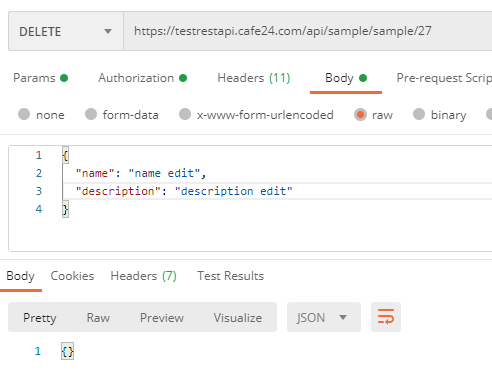 DELETE https://testrestapi.cafe24.com/api/sample/sample/27
Params Authorization Headers (11) Body Pre-request Scrip
none form-data x-www-form-urlencoded raw binary
1 {
2 "name": "name edit",
3 "description": "description edit"
4 }
Body Cookies Headers (7) Test Results
Pretty Raw Preview Visualize JSON
1 {}